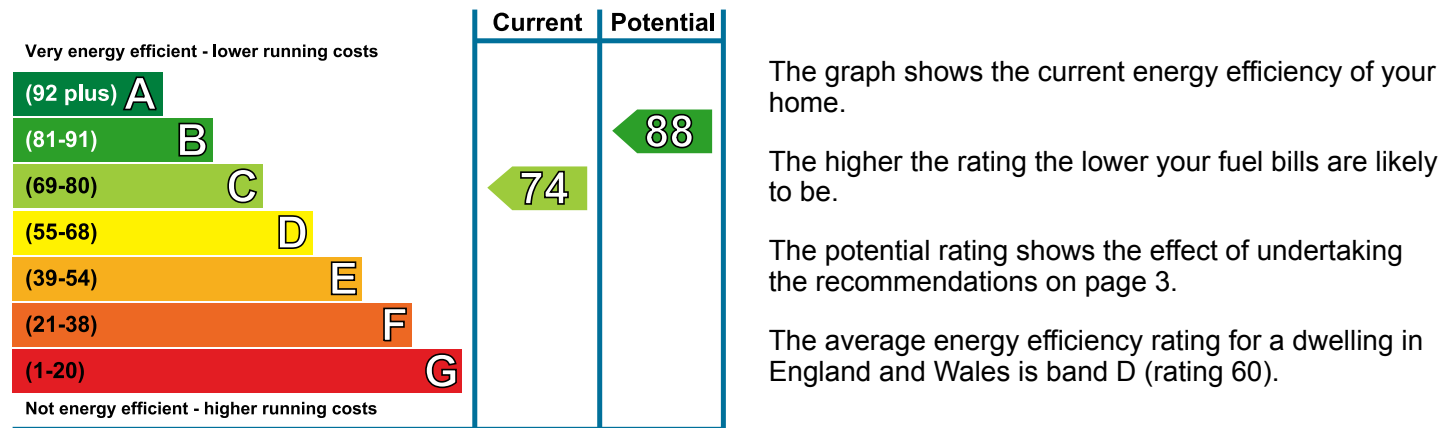 Current Potential
Very energy efficient - lower running costs
(92 plus) A
(81-91) B
88
(69-80) C
74
(55-68) D
(39-54) E
(21-38) F
(1-20) G
Not energy efficient - higher running costs
The graph shows the current energy efficiency of your
home.
The higher the rating the lower your fuel bills are likely
to be.
The potential rating shows the effect of undertaking
the recommendations on page 3.
The average energy efficiency rating for a dwelling in
England and Wales is band D (rating 60).